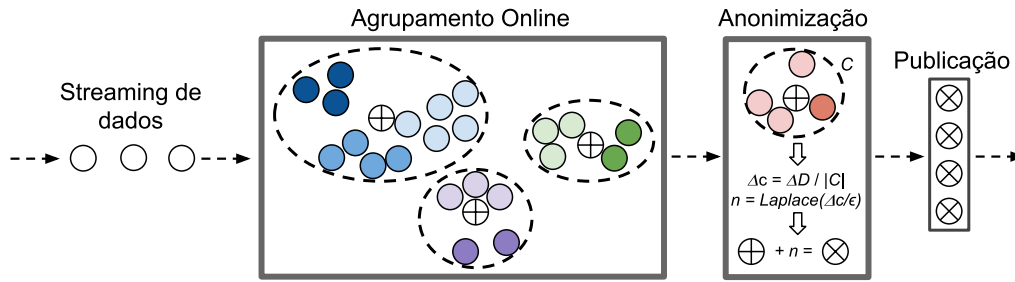 Streaming de
dados
Agrupamento Online
Anonimização
C
Δc = ΔD / |C|
n = Laplace(Δc/ϵ)
+ n =
Publicação